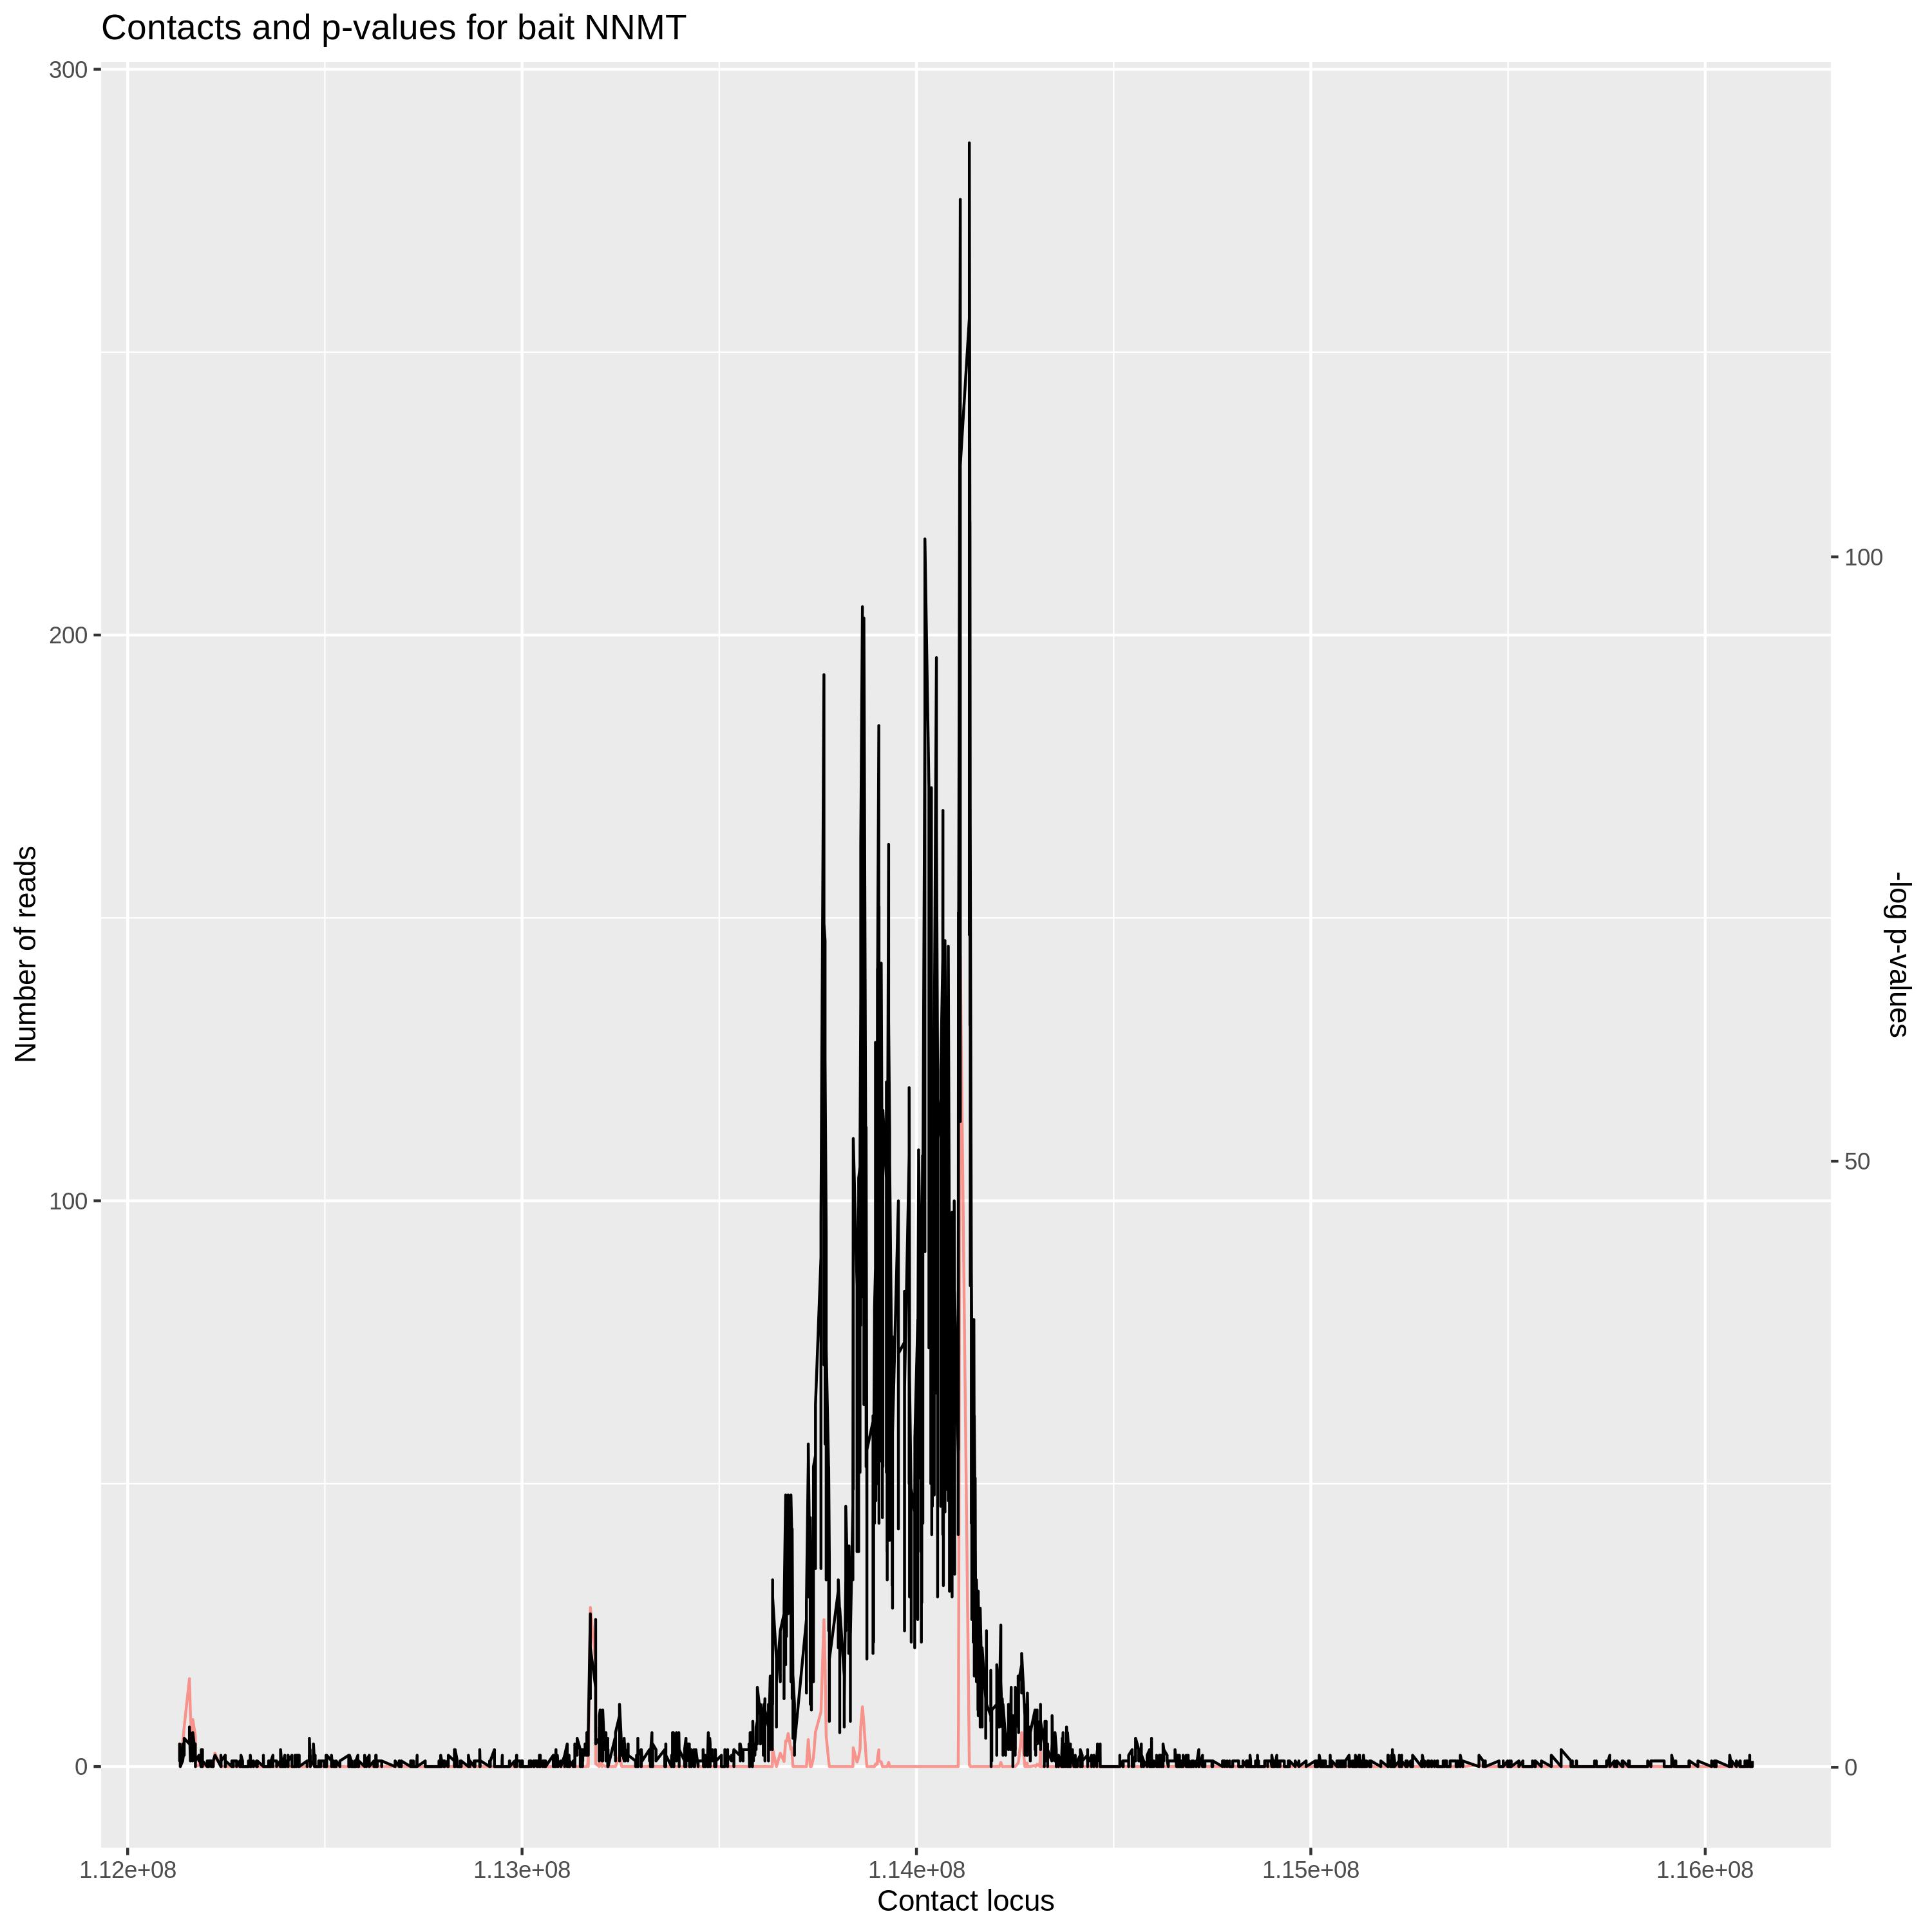 Contacts and p-values for bait NNMT
300
200
100
0
Number of reads
100
50
0
-log p-values
1.12e+08 1.13e+08 1.14e+08 1.15e+08 1.16e+08
Contact locus